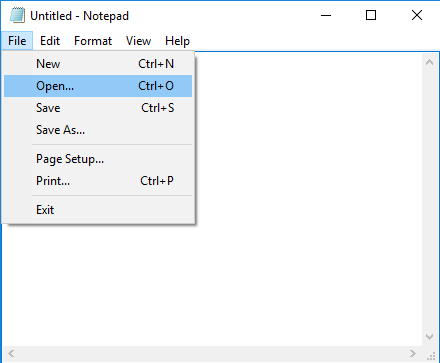 Untitled - Notepad
File Edit Format View Help
New Ctrl+N
Open... Ctrl+O
Save Ctrl+S
Save As...
Page Setup...
Print... Ctrl+P
Exit